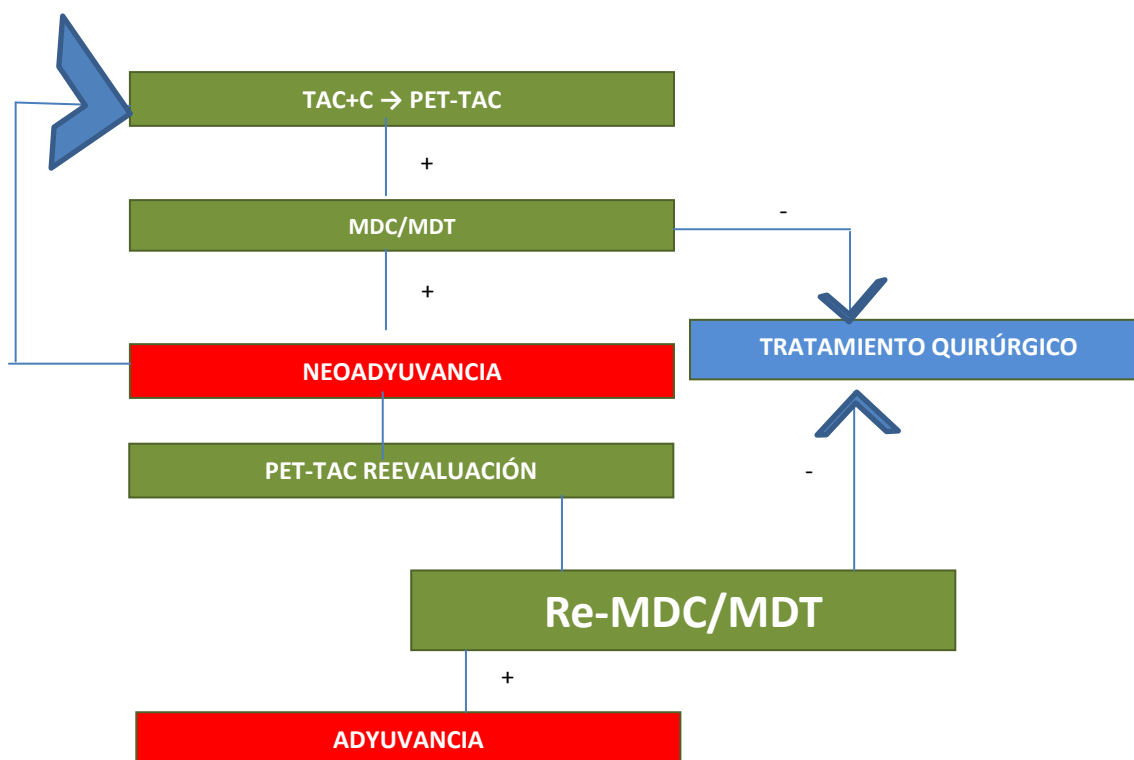 TAC+C → PET-TAC
+
MDC/MDT
-
+
TRATAMIENTO QUIRÚRGICO
NEOADYUVANCIA
PET-TAC REEVALUACIÓN
-
Re-MDC/MDT
+
ADYUVANCIA